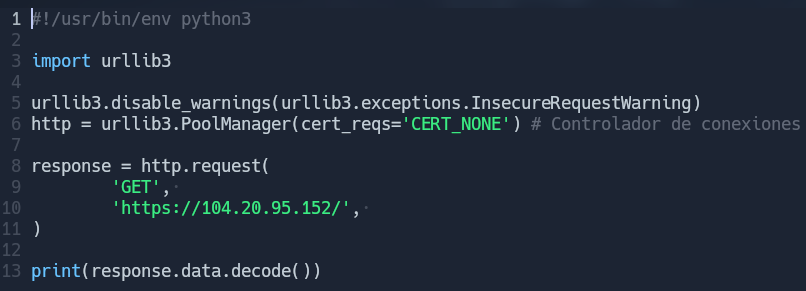 1 #!/usr/bin/env python3
2
3 import urllib3
4
5 urllib3.disable_warnings(urllib3.exceptions.InsecureRequestWarning)
6 http = urllib3.PoolManager(cert_reqs='CERT_NONE') # Controlador de conexiones
7
8 response = http.request(
9         'GET',·
10         'https://104.20.95.152/',·
11 )
12
13 print(response.data.decode())